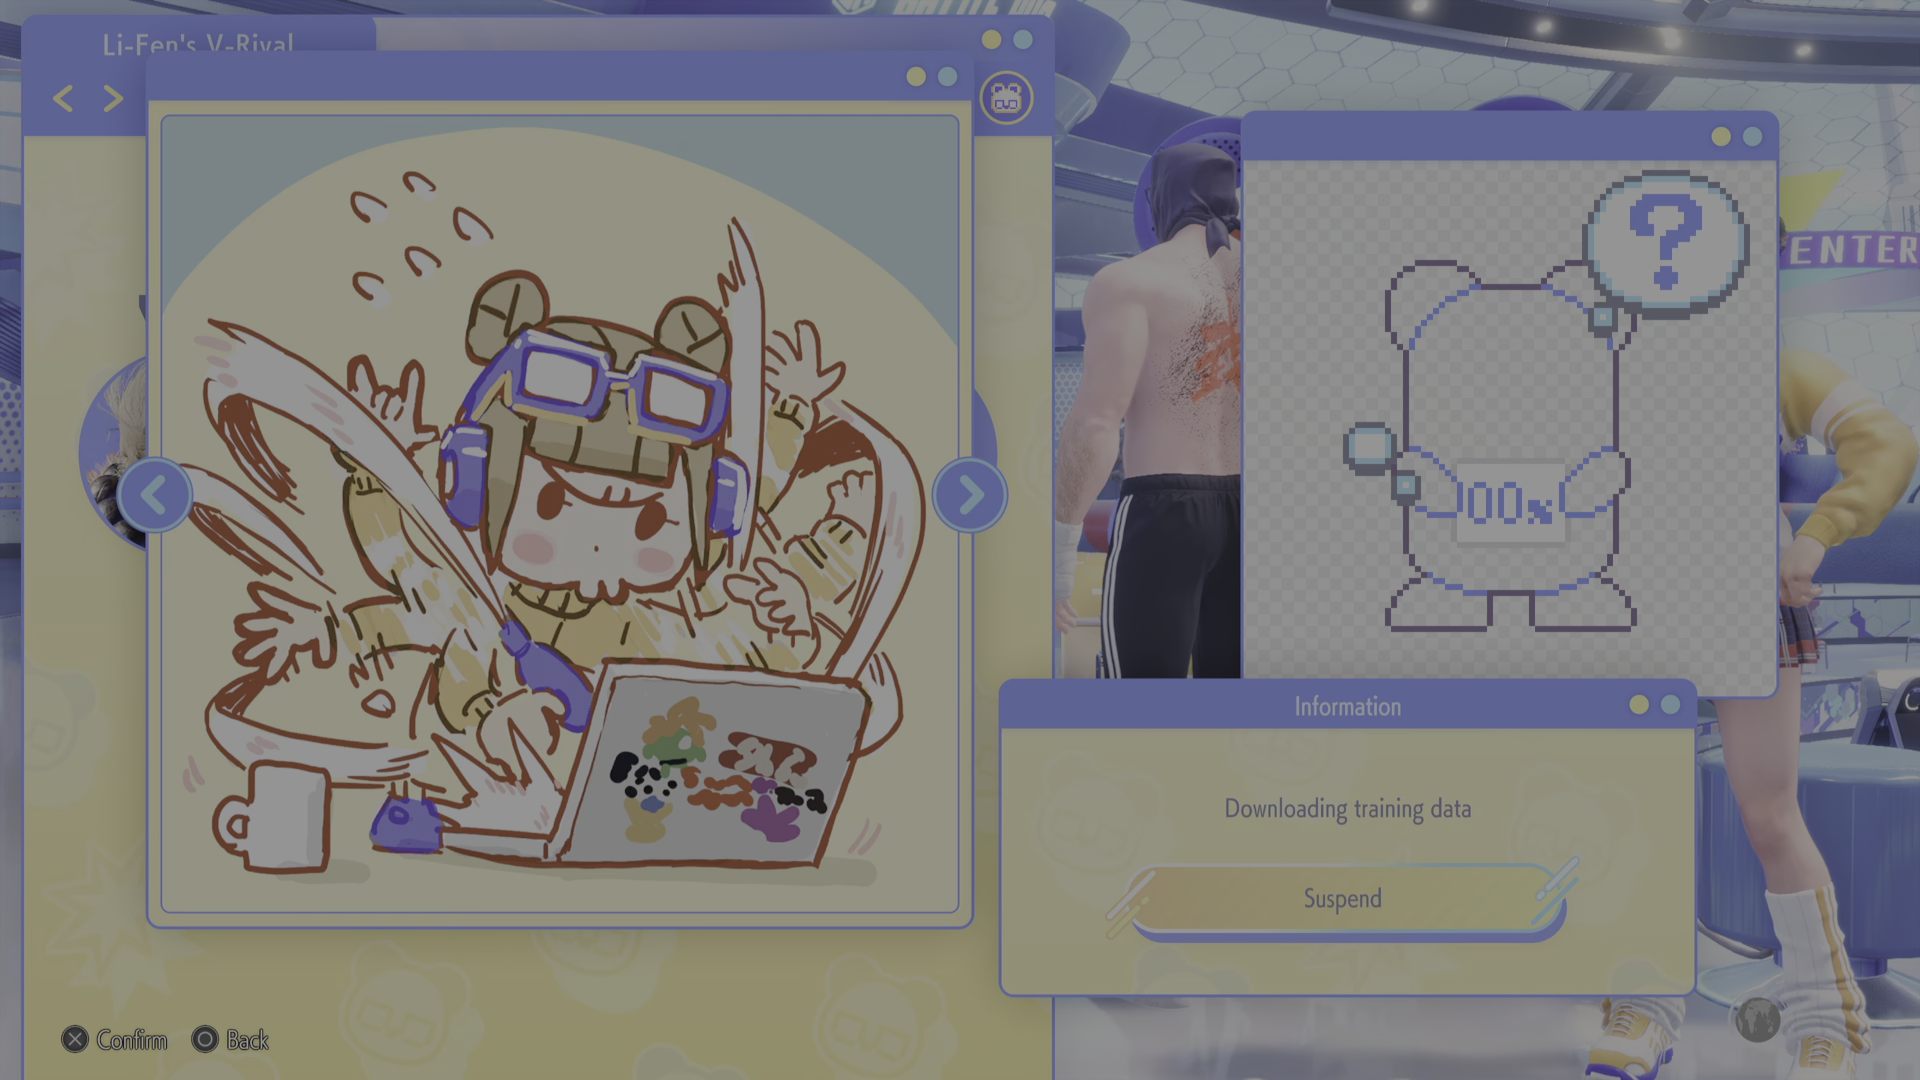 Li-Fen's V-Rival
ENTER
00%
Information
Downloading training data
Suspend
Confirm
Back